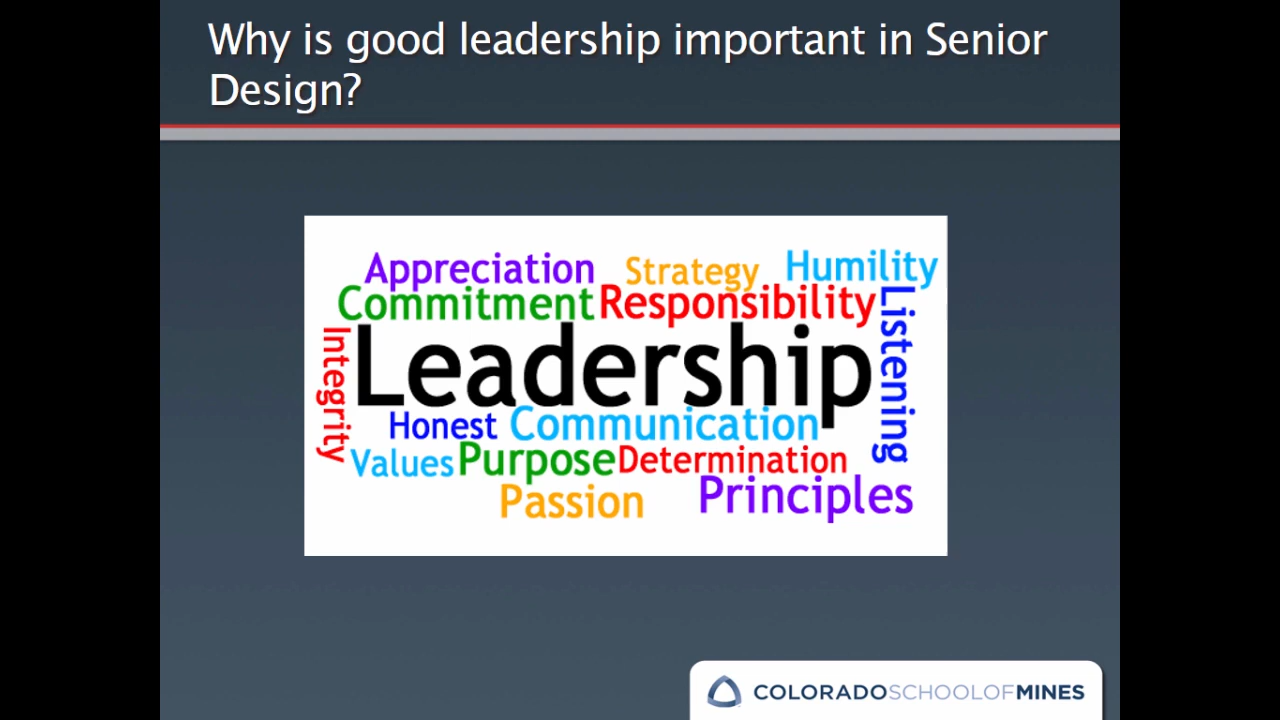 Why is good leadership important in Senior
Design?
Appreciation Strategy Humility
Commitment Responsibility
Integrity
Leadership
Listening
Honest Communication
Values Purpose Determination
Passion Principles
COLORADOSCHOOLOFMINES